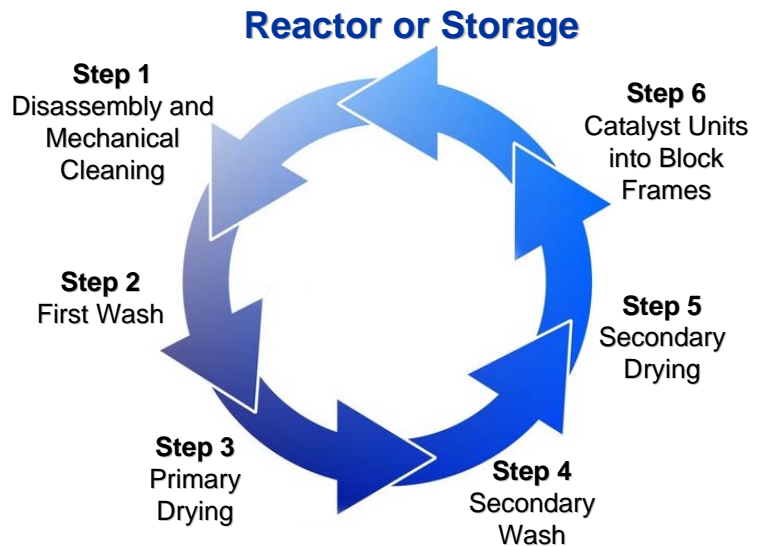 Reactor or Storage
Step 1
Disassembly and
Mechanical
Cleaning
Step 2
First Wash
Step 3
Primary
Drying
Step 4
Secondary
Wash
Step 5
Secondary
Drying
Step 6
Catalyst Units
into Block
Frames